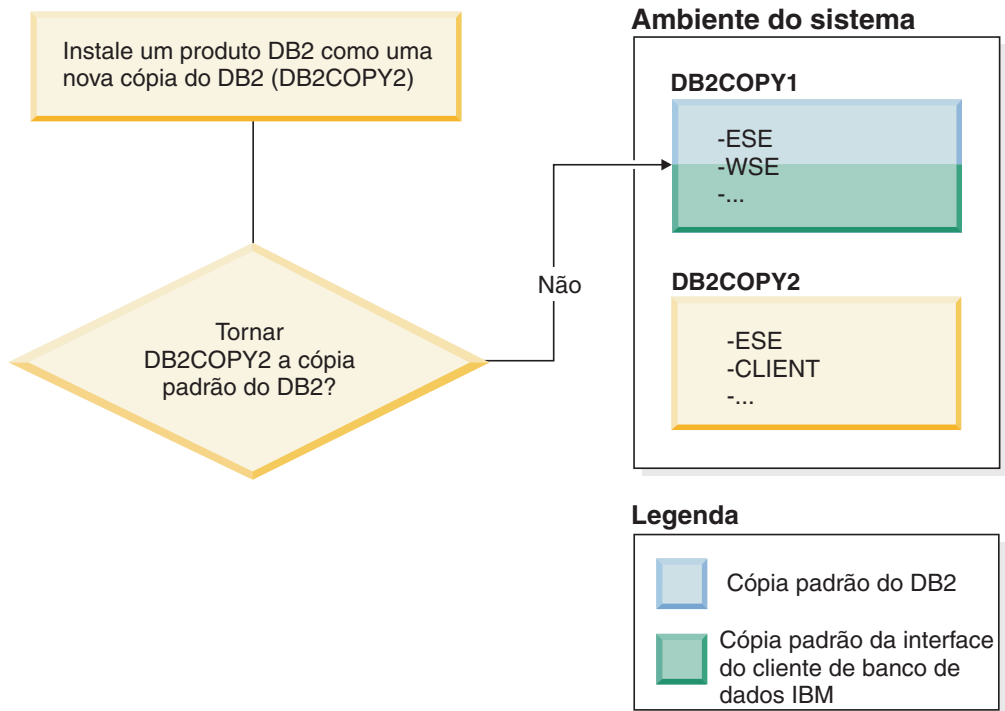 Instale um produto DB2 como uma
nova cópia do DB2 (DB2COPY2)
Tornar
DB2COPY2 a cópia
padrão do DB2?
Não
Ambiente do sistema
DB2COPY1
-ESE
-WSE
-...
DB2COPY2
-ESE
-CLIENT
-...
Legenda
Cópia padrão do DB2
Cópia padrão da interface
do cliente de banco de
dados IBM